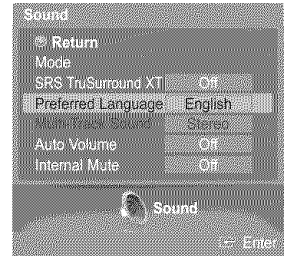 Sound
Return
Mode
SRS TruSurround XT Off
Preferred Language English
Multi-Track Sound Stereo
Auto Volume Off
Internal Mute Off
Sound
Enter